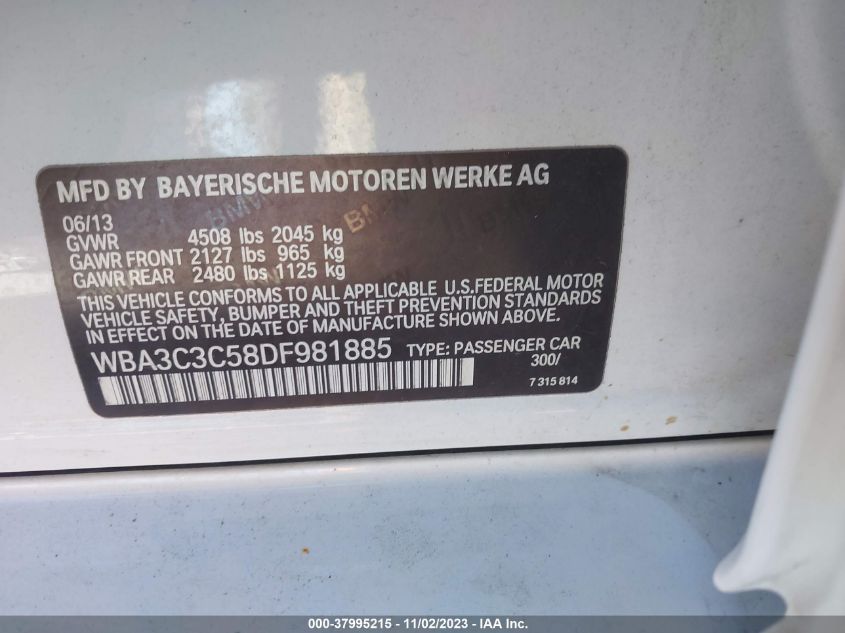 MFD BY BAYERISCHE MOTOREN WERKE AG
06/13
GVWR 4508 lbs 2045 kg
GAWR FRONT 2127 lbs 965 kg
GAWR REAR 2480 lbs 1125 kg
THIS VEHICLE CONFORMS TO ALL APPLICABLE U.S.FEDERAL MOTOR
VEHICLE SAFETY, BUMPER AND THEFT PREVENTION STANDARDS
IN EFFECT ON THE DATE OF MANUFACTURE SHOWN ABOVE.
WBA3C3C58DF981885 TYPE: PASSENGER CAR
300/
7 315 814
000-37995215 - 11/02/2023 - IAA Inc.